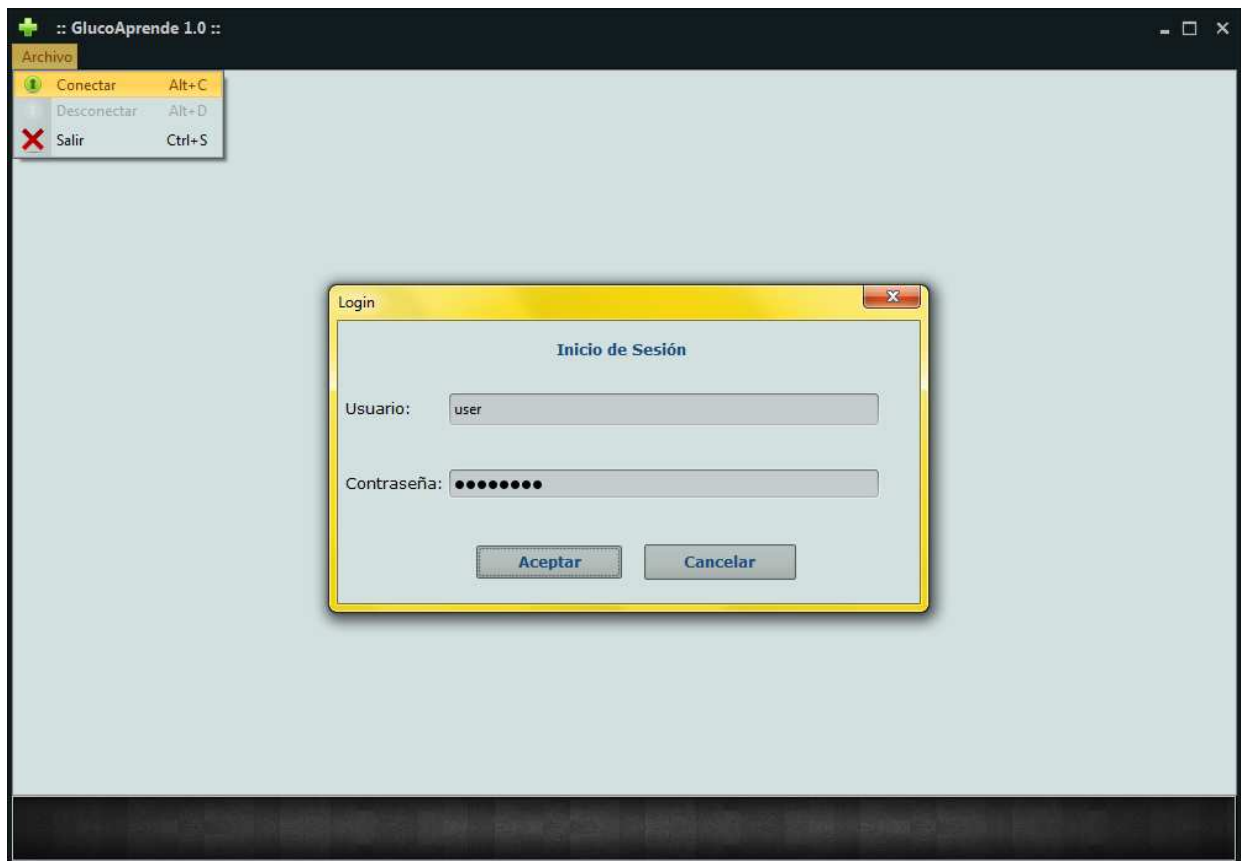 :: GlucoAprende 1.0 ::
Archivo
Conectar Alt+C
Desconectar Alt+D
Salir Ctrl+S
Login
Inicio de Sesión
Usuario: user
Contraseña: ●●●●●●●●
Aceptar Cancelar